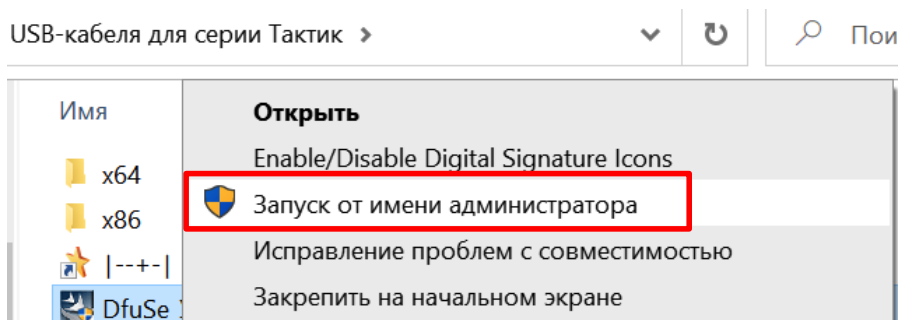 USB-кабеля для серии Тактик
Пои
Имя
Открыть
x64
Enable/Disable Digital Signature Icons
x86
Запуск от имени администратора
|--+-|
Исправление проблем с совместимостью
DfuSe
Закрепить на начальном экране